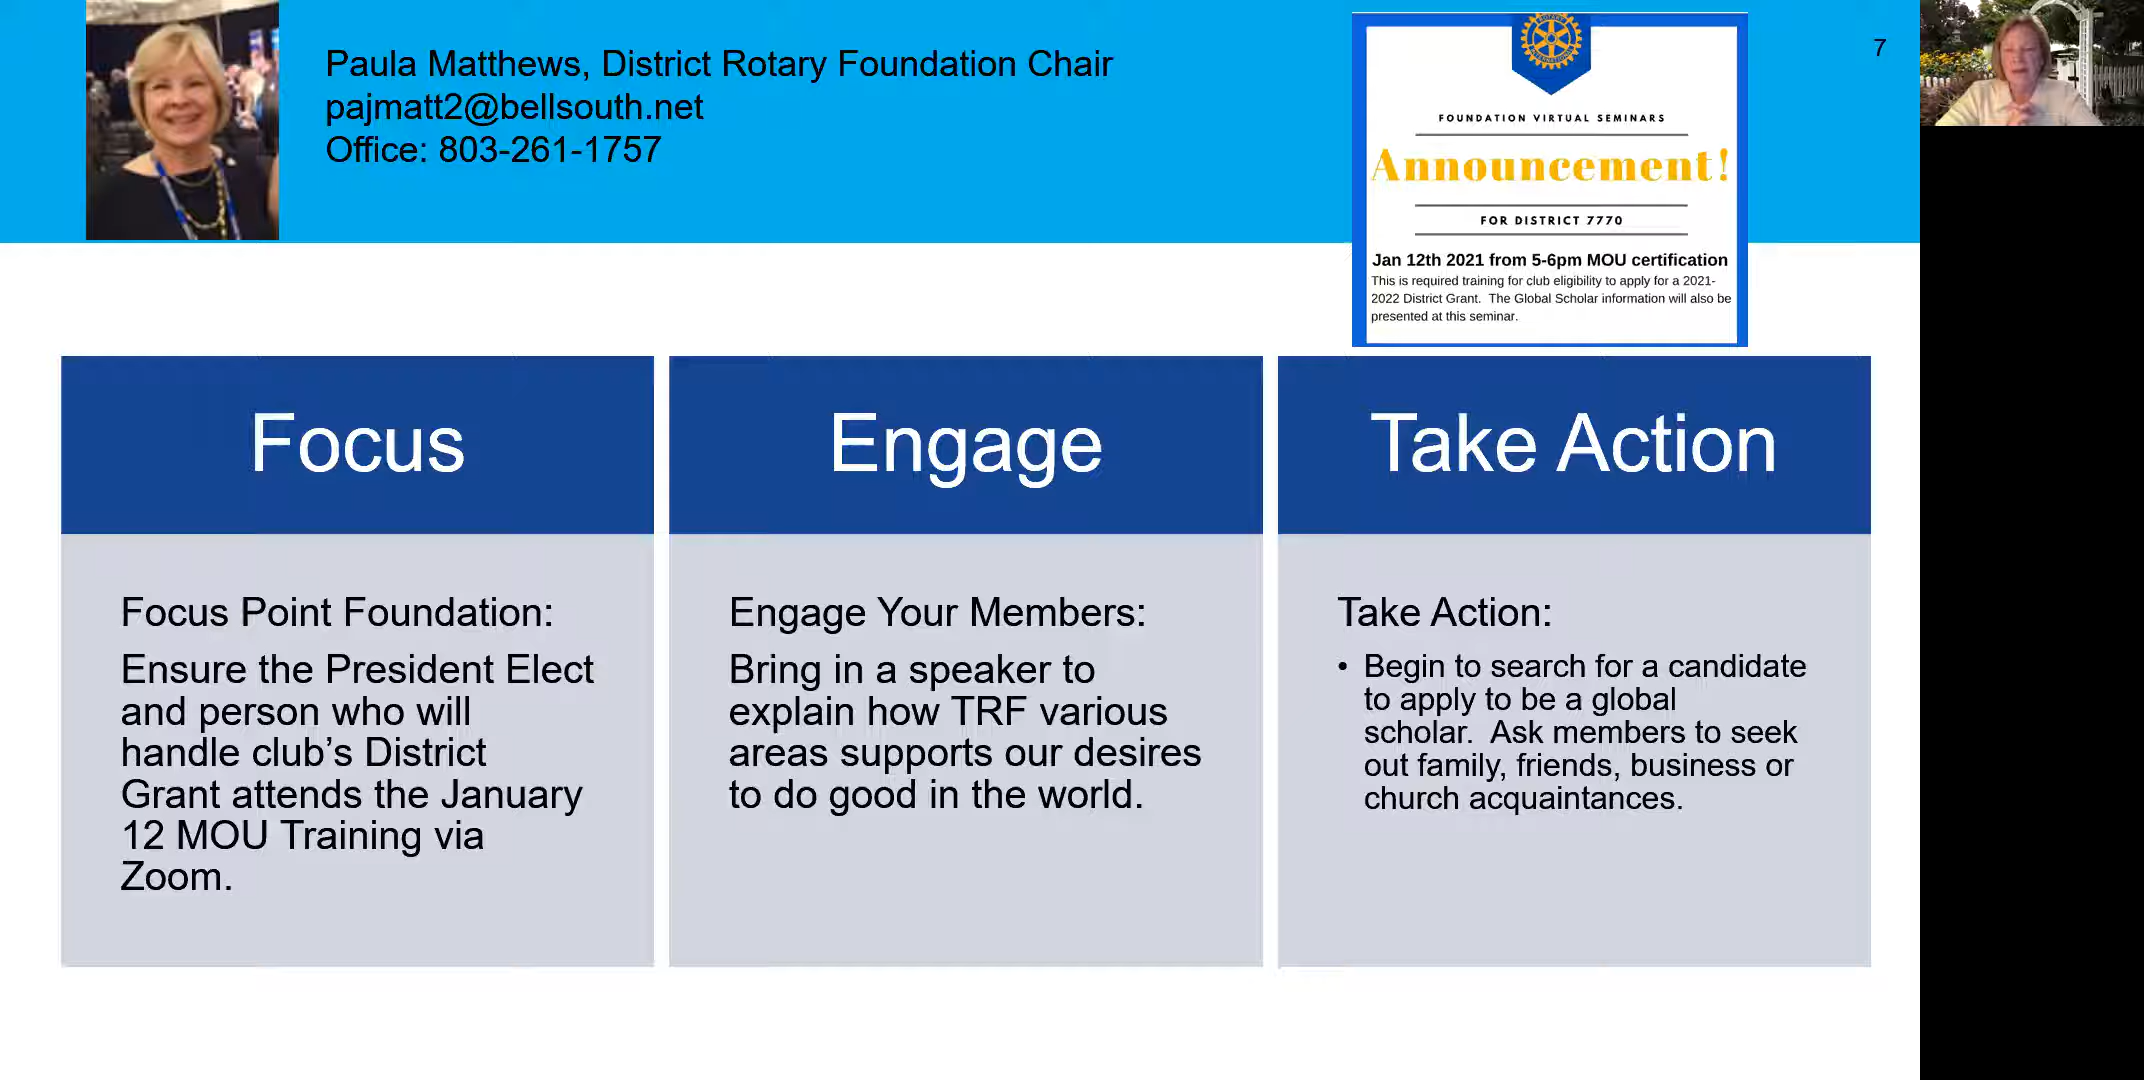 Paula Matthews, District Rotary Foundation Chair
pajmatt2@bellsouth.net
Office: 803-261-1757
7
ROTARY
INTERNATIONAL
FOUNDATION VIRTUAL SEMINARS
Announcement!
FOR DISTRICT 7770
Jan 12th 2021 from 5-6pm MOU certification
This is required training for club eligibility to apply for a 2021-
2022 District Grant.  The Global Scholar information will also be
presented at this seminar.
Focus
Focus Point Foundation:
Ensure the President Elect
and person who will
handle club’s District
Grant attends the January
12 MOU Training via
Zoom.
Engage
Engage Your Members:
Bring in a speaker to
explain how TRF various
areas supports our desires
to do good in the world.
Take Action
Take Action:
• Begin to search for a candidate
to apply to be a global
scholar.  Ask members to seek
out family, friends, business or
church acquaintances.